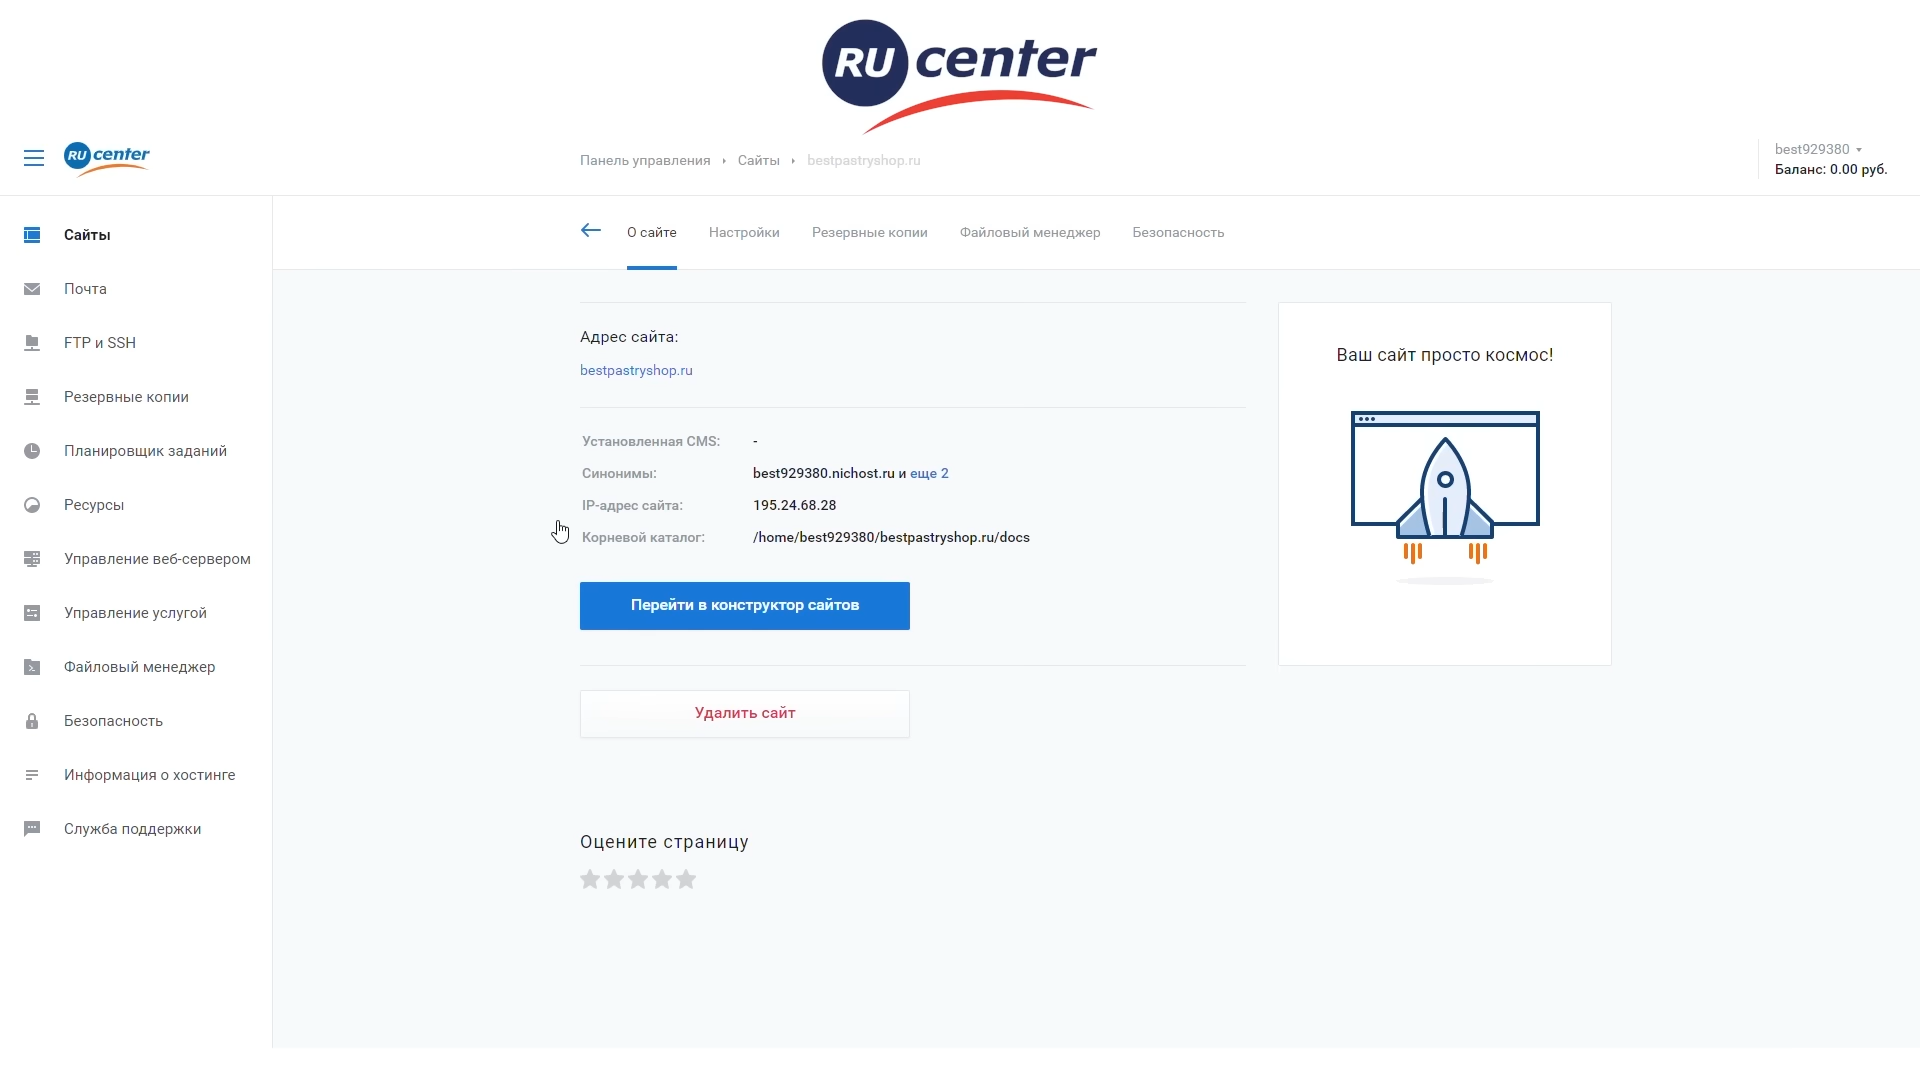 RU center
RU center
Панель управления Сайты bestpastryshop.ru
best929380
Баланс: 0.00 руб.
Сайты
Почта
FTP и SSH
Резервные копии
Планировщик заданий
Ресурсы
Управление веб-сервером
Управление услугой
Файловый менеджер
Безопасность
Информация о хостинге
Служба поддержки
О сайте Настройки Резервные копии Файловый менеджер Безопасность
Адрес сайта:
bestpastryshop.ru
Установленная CMS: -
Синонимы: best929380.nichost.ru и еще 2
IP-адрес сайта: 195.24.68.28
Корневой каталог: /home/best929380/bestpastryshop.ru/docs
Перейти в конструктор сайтов
Удалить сайт
Ваш сайт просто космос!
Оцените страницу